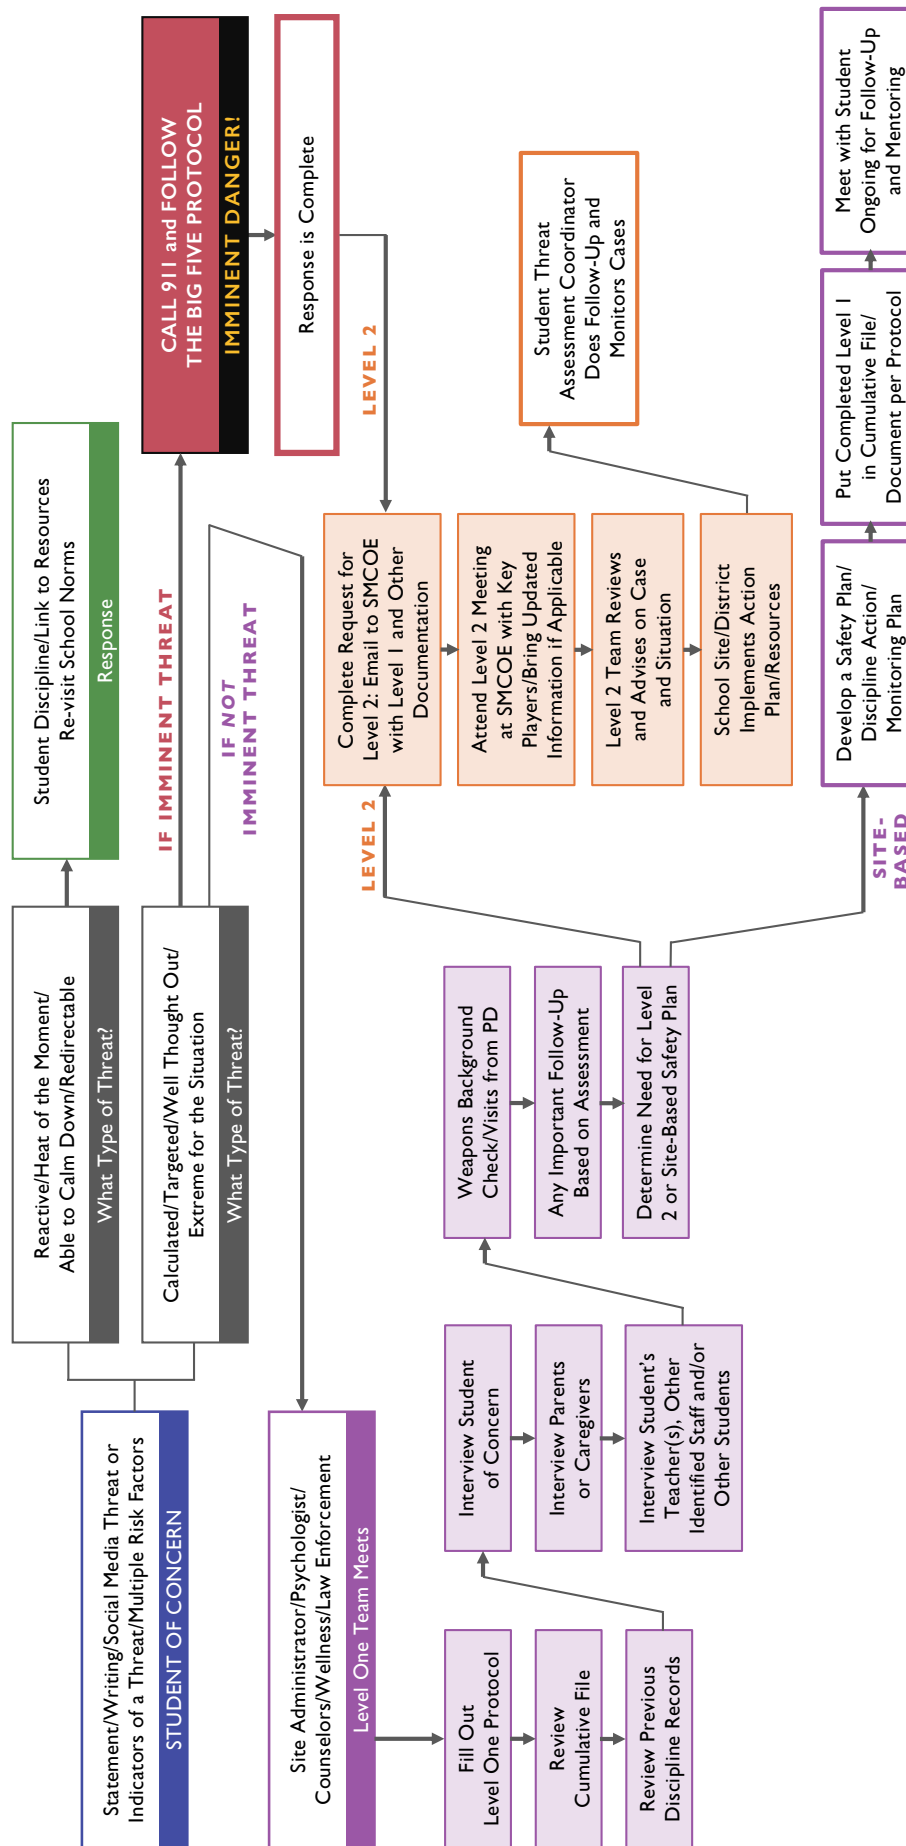 Statement/Writing/Social Media Threat or
Indicators of a Threat/Multiple Risk Factors
STUDENT OF CONCERN
Reactive/Heat of the Moment/
Able to Calm Down/Redirectable
What Type of Threat?
Student Discipline/Link to Resources
Re-visit School Norms
Response
Calculated/Targeted/Well Thought Out/
Extreme for the Situation
What Type of Threat?
IF IMMINENT THREAT
CALL 911 and FOLLOW
THE BIG FIVE PROTOCOL
IMMINENT DANGER!
Response is Complete
LEVEL 2
IF NOT
IMMINENT THREAT
Site Administrator/Psychologist/
Counselors/Wellness/Law Enforcement
Level One Team Meets
Fill Out
Level One Protocol
Review
Cumulative File
Review Previous
Discipline Records
Interview Student
of Concern
Interview Parents
or Caregivers
Interview Student's
Teacher(s), Other
Identified Staff and/or
Other Students
Weapons Background
Check/Visits from PD
Any Important Follow-Up
Based on Assessment
Determine Need for Level
2 or Site-Based Safety Plan
LEVEL 2
Complete Request for
Level 2: Email to SMCOE
with Level 1 and Other
Documentation
Attend Level 2 Meeting
at SMCOE with Key
Players/Bring Updated
Information if Applicable
Level 2 Team Reviews
and Advises on Case
and Situation
School Site/District
Implements Action
Plan/Resources
Student Threat
Assessment Coordinator
Does Follow-Up and
Monitors Cases
SITE-
BASED
Develop a Safety Plan/
Discipline Action/
Monitoring Plan
Put Completed Level 1
in Cumulative File/
Document per Protocol
Meet with Student
Ongoing for Follow-Up
and Mentoring